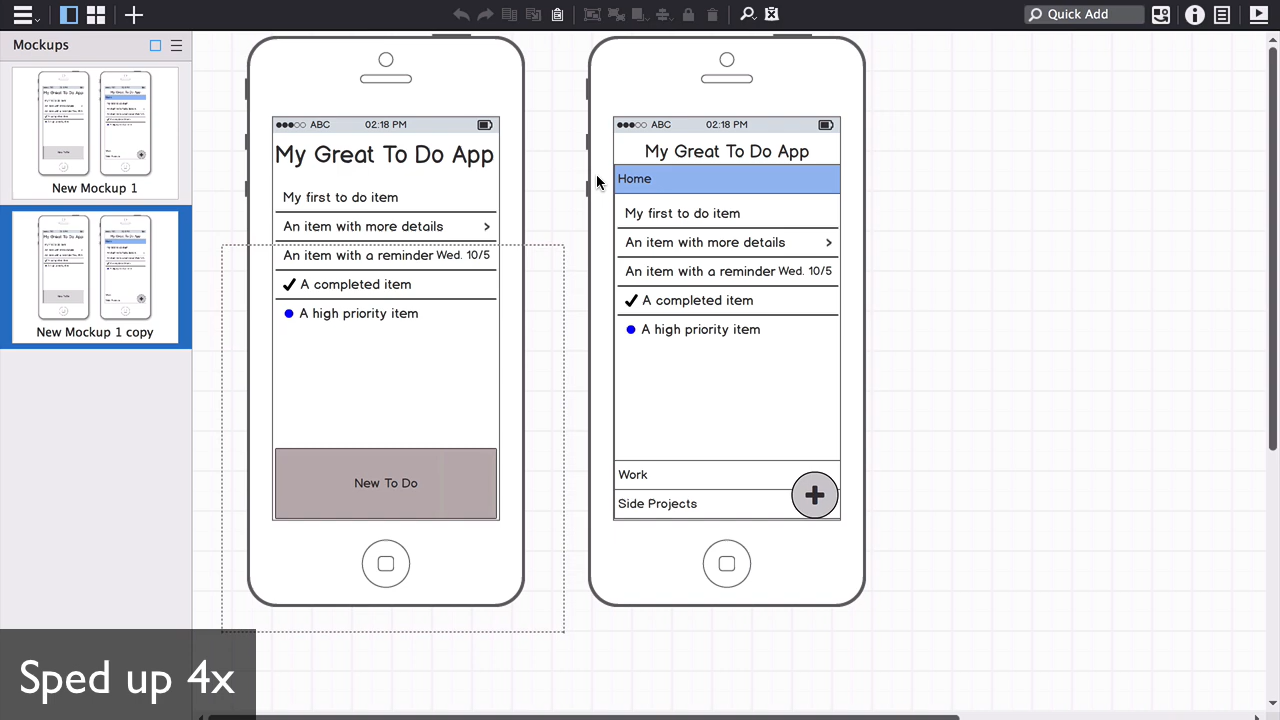 Quick Add
Mockups
New Mockup 1
New Mockup 1 copy
ABC 02:18 PM
My Great To Do App
My first to do item
An item with more details
An item with a reminder Wed. 10/5
A completed item
A high priority item
New To Do
ABC 02:18 PM
My Great To Do App
Home
My first to do item
An item with more details
An item with a reminder Wed. 10/5
A completed item
A high priority item
Work
Side Projects
Sped up 4x